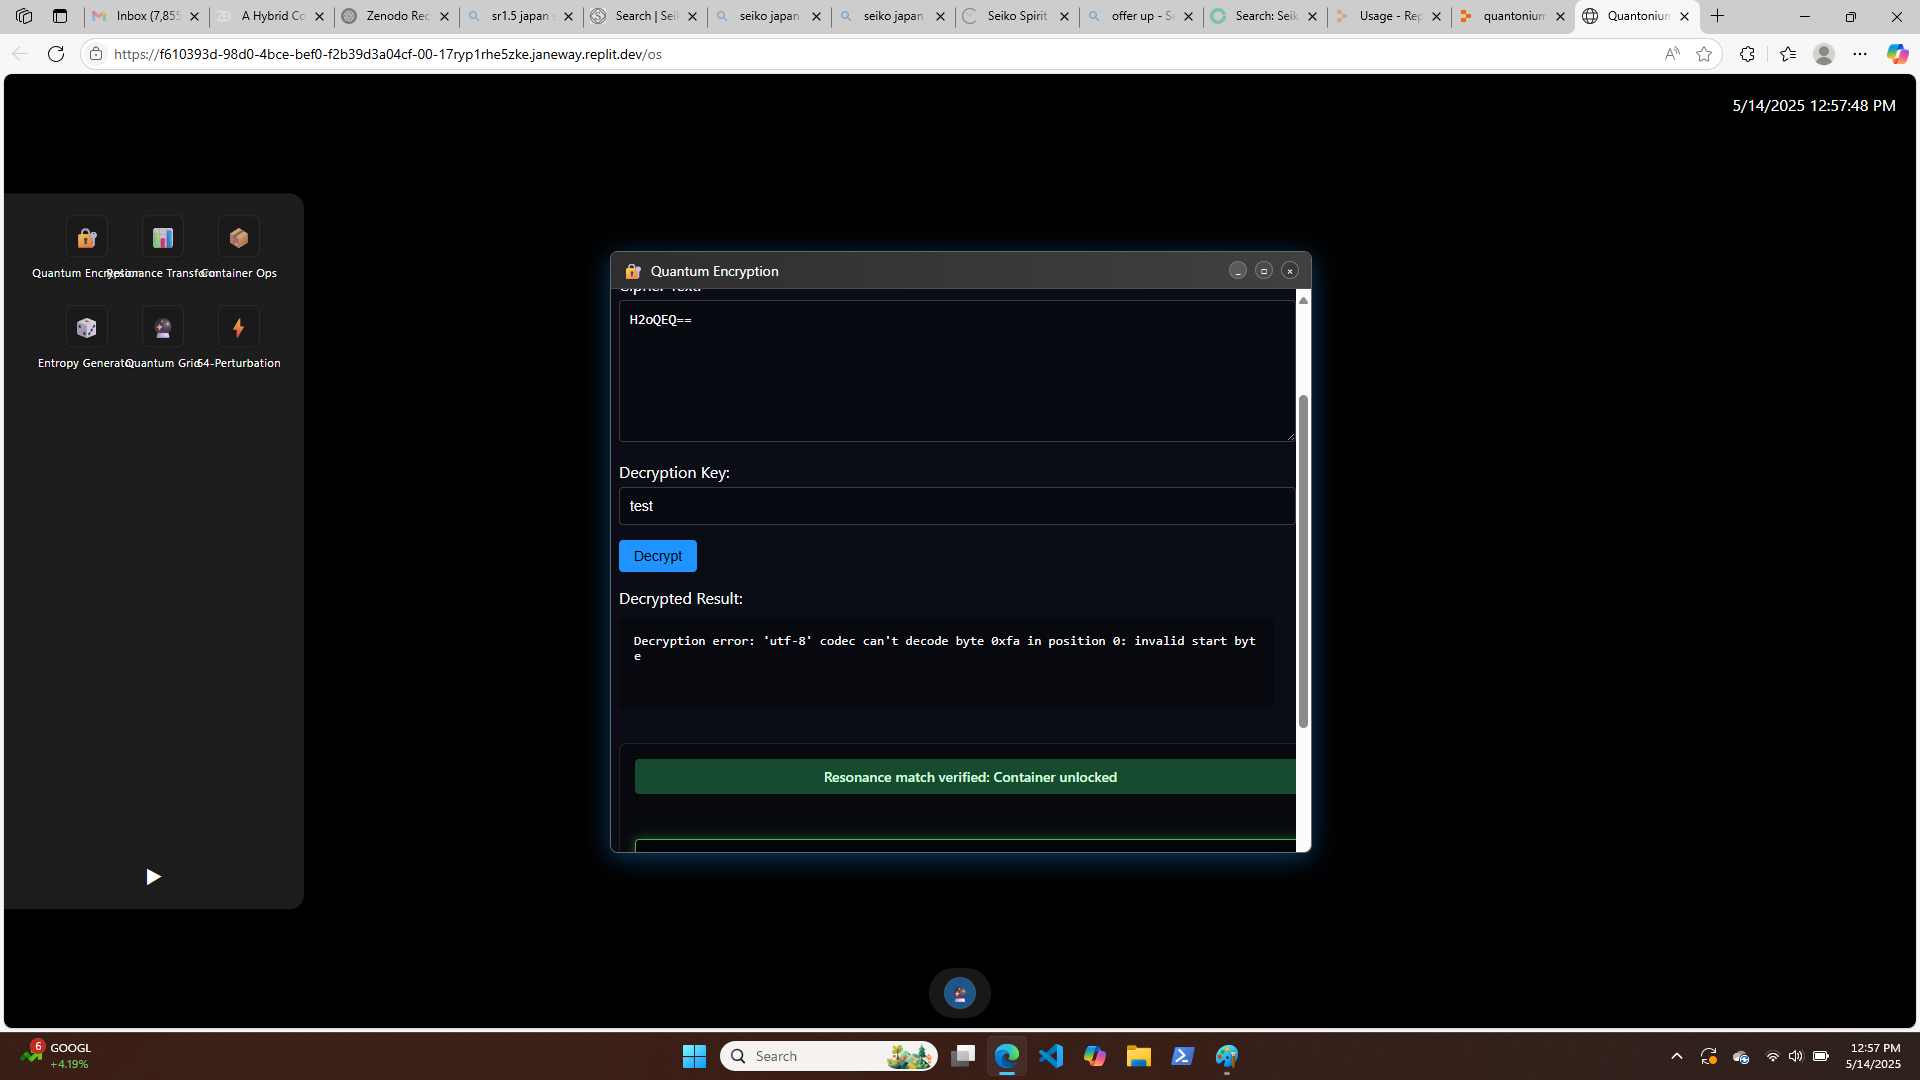 Inbox (7,855
A Hybrid Co
Zenodo Rec
sr1.5 japan
Search | Seik
seiko japan
seiko japan
Seiko Spirit
offer up - Se
Search: Seik
Usage - Rep
quantonium
Quantonium
https://f610393d-98d0-4bce-bef0-f2b39d3a04cf-00-17ryp1rhe5zke.janeway.replit.dev/os
5/14/2025 12:57:48 PM
Quantum Encryption
Resonance Transform
Container Ops
Entropy Generator
Quantum Grid
64-Perturbation
Quantum Encryption
Cipher Text:
H2oQEQ==
Decryption Key:
test
Decrypt
Decrypted Result:
Decryption error: 'utf-8' codec can't decode byte 0xfa in position 0: invalid start byt
e
Resonance match verified: Container unlocked
6
GOOGL
+4.19%
Search
12:57 PM
5/14/2025